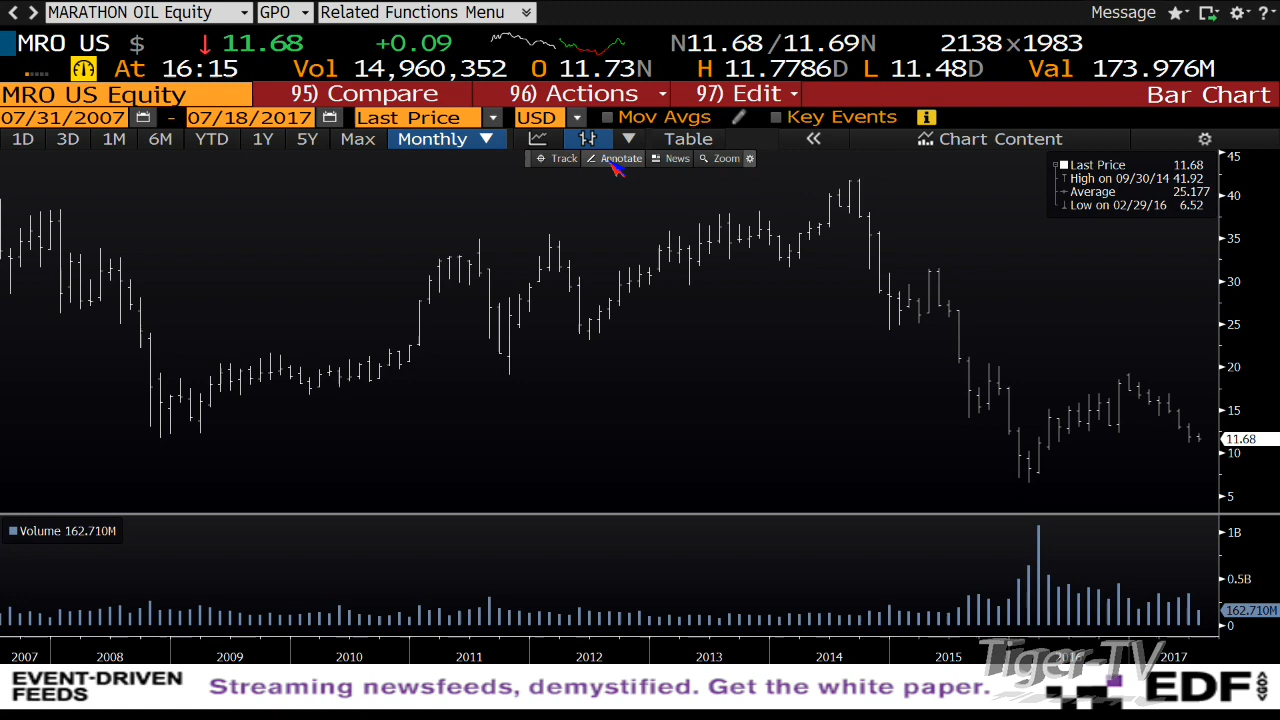 MARATHON OIL Equity GPO Related Functions Menu Message ?
MRO US $ ↓ 11.68 +0.09 N11.68/11.69N 2138x1983
At 16:15 Vol 14,960,352 O 11.73N H 11.7786D L 11.48D Val 173.976M
MRO US Equity 95) Compare 96) Actions 97) Edit Bar Chart
07/31/2007 - 07/18/2017 Last Price USD Mov Avgs Key Events i
1D 3D 1M 6M YTD 1Y 5Y Max Monthly Table « Chart Content
Track Annotate News Zoom
Last Price 11.68
High on 09/30/14 41.92
Average 25.177
Low on 02/29/16 6.52
45
40
35
30
25
20
15
11.68
10
5
Volume 162.710M
1B
0.5B
162.710M
0
2007 2008 2009 2010 2011 2012 2013 2014 2015 2016 2017
Tiger-TV
EVENT-DRIVEN
FEEDS
Streaming newsfeeds, demystified. Get the white paper.
EDF